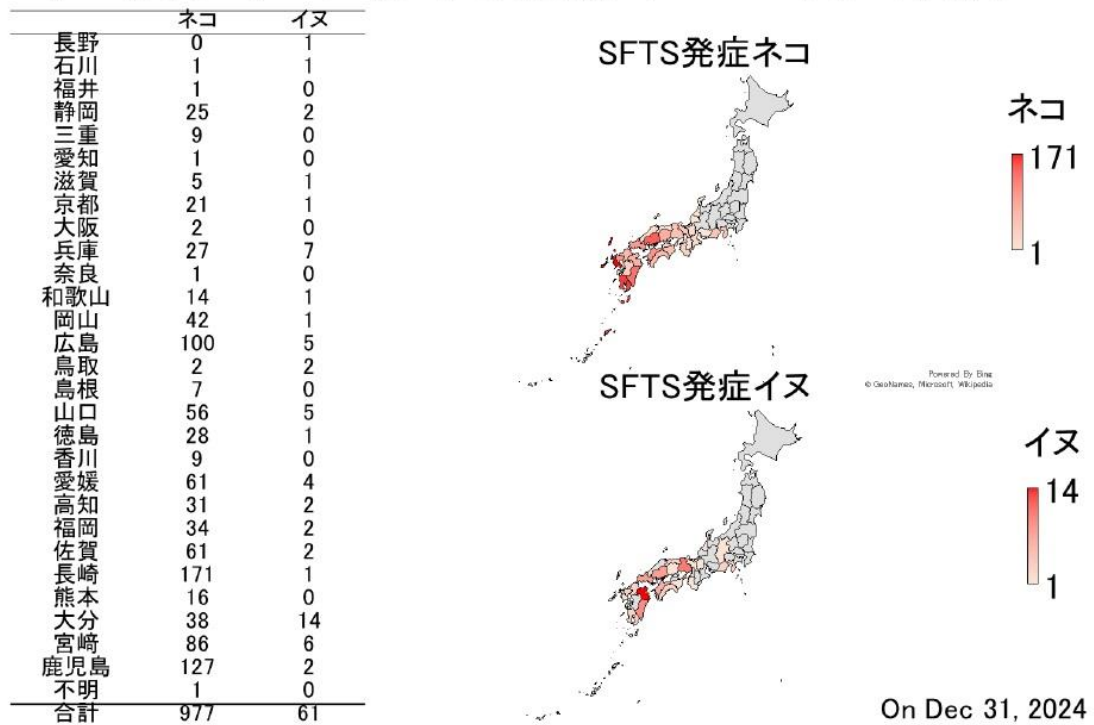 ネコ イヌ
長野 0 1
石川 1 1
福井 1 0
静岡 25 2
三重 9 0
愛知 1 0
滋賀 5 1
京都 21 1
大阪 2 0
兵庫 27 7
奈良 1 0
和歌山 14 1
岡山 42 1
広島 100 5
鳥取 2 2
島根 7 0
山口 56 5
徳島 28 1
香川 9 0
愛媛 61 4
高知 31 2
福岡 34 2
佐賀 61 2
長崎 171 1
熊本 16 0
大分 38 14
宮崎 86 6
鹿児島 127 2
不明 1 0
合計 977 61
SFTS発症ネコ
ネコ
171
1
Powered By Bing
© GeoNames, Microsoft, Wikipedia
SFTS発症イヌ
イヌ
14
1
On Dec 31, 2024